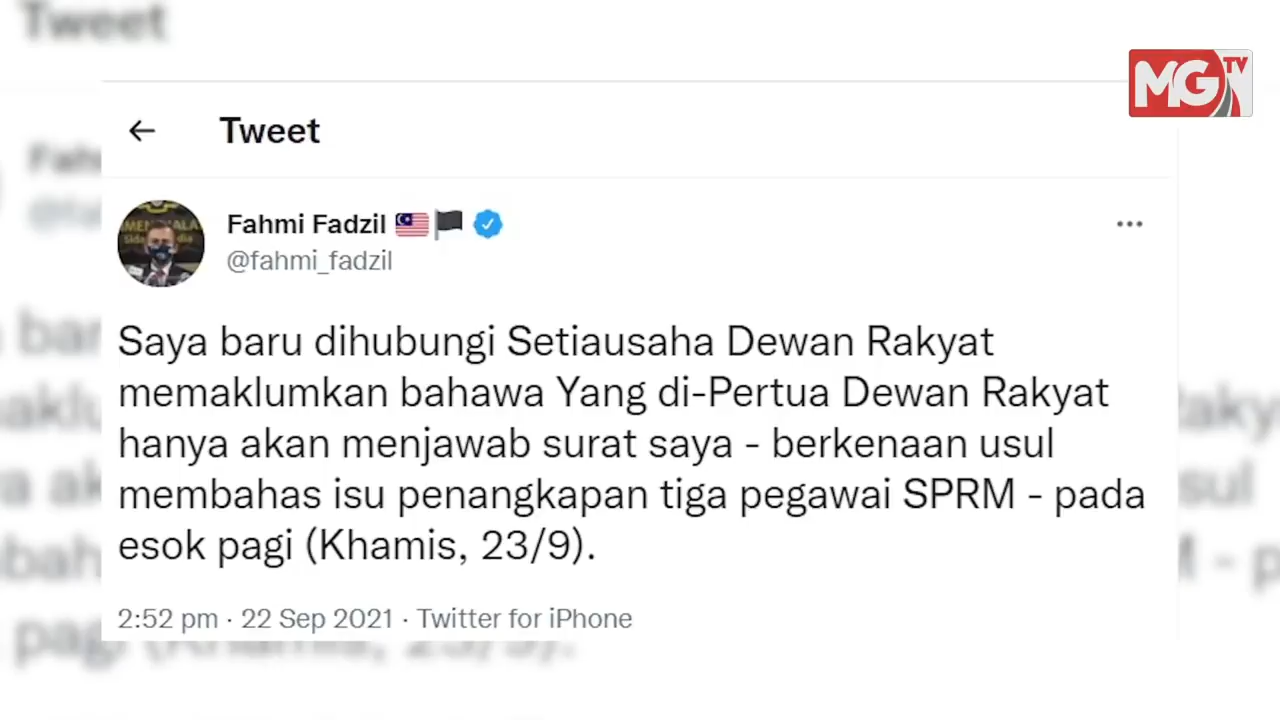 Tweet
MGTV
Tweet
Fahmi Fadzil
@fahmi_fadzil
Saya baru dihubungi Setiausaha Dewan Rakyat
memaklumkan bahawa Yang di-Pertua Dewan Rakyat
hanya akan menjawab surat saya - berkenaan usul
membahas isu penangkapan tiga pegawai SPRM - pada
esok pagi (Khamis, 23/9).
2:52 pm · 22 Sep 2021 · Twitter for iPhone